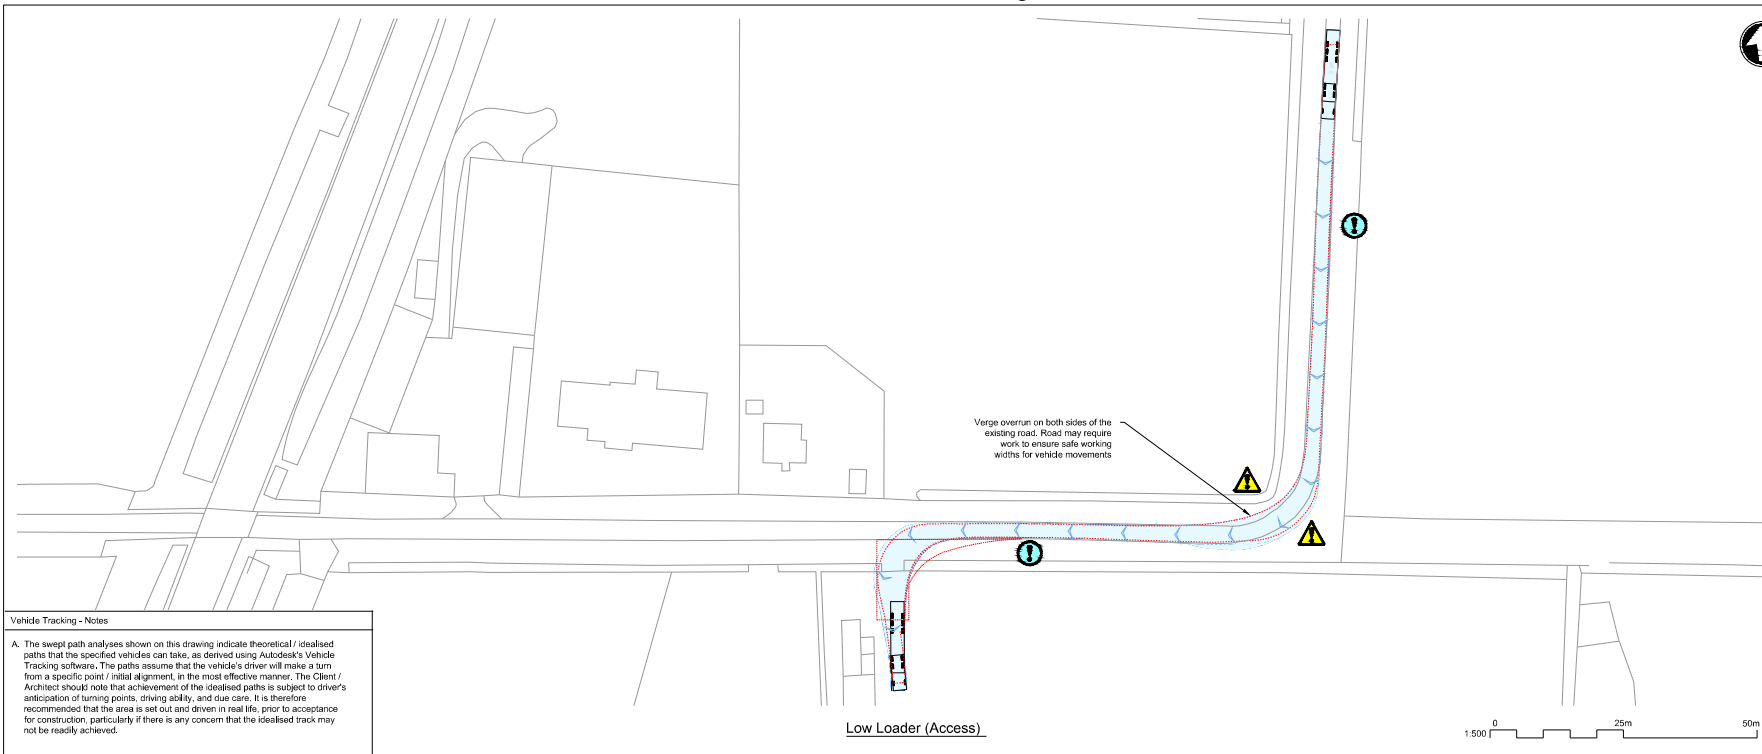 Verge overrun on both sides of the
existing road. Road may require
work to ensure safe working
widths for vehicle movements
Vehicle Tracking - Notes
A. The swept path analyses shown on this drawing indicate theoretical / idealised
paths that the specified vehicles can take, as derived using Autodesk's Vehicle
Tracking software. The paths assume that the vehicle's driver will make a turn
from a specific point / initial alignment, in the most effective manner. The Client /
Architect should note that achievement of the idealised paths is subject to driver's
anticipation of turning points, driving ability, and due care. It is therefore
recommended that the area is set out and driven in real life, prior to acceptance
for construction, particularly if there is any concern that the idealised track may
not be readily achieved.
Low Loader (Access)
0 25m 50m
1:500